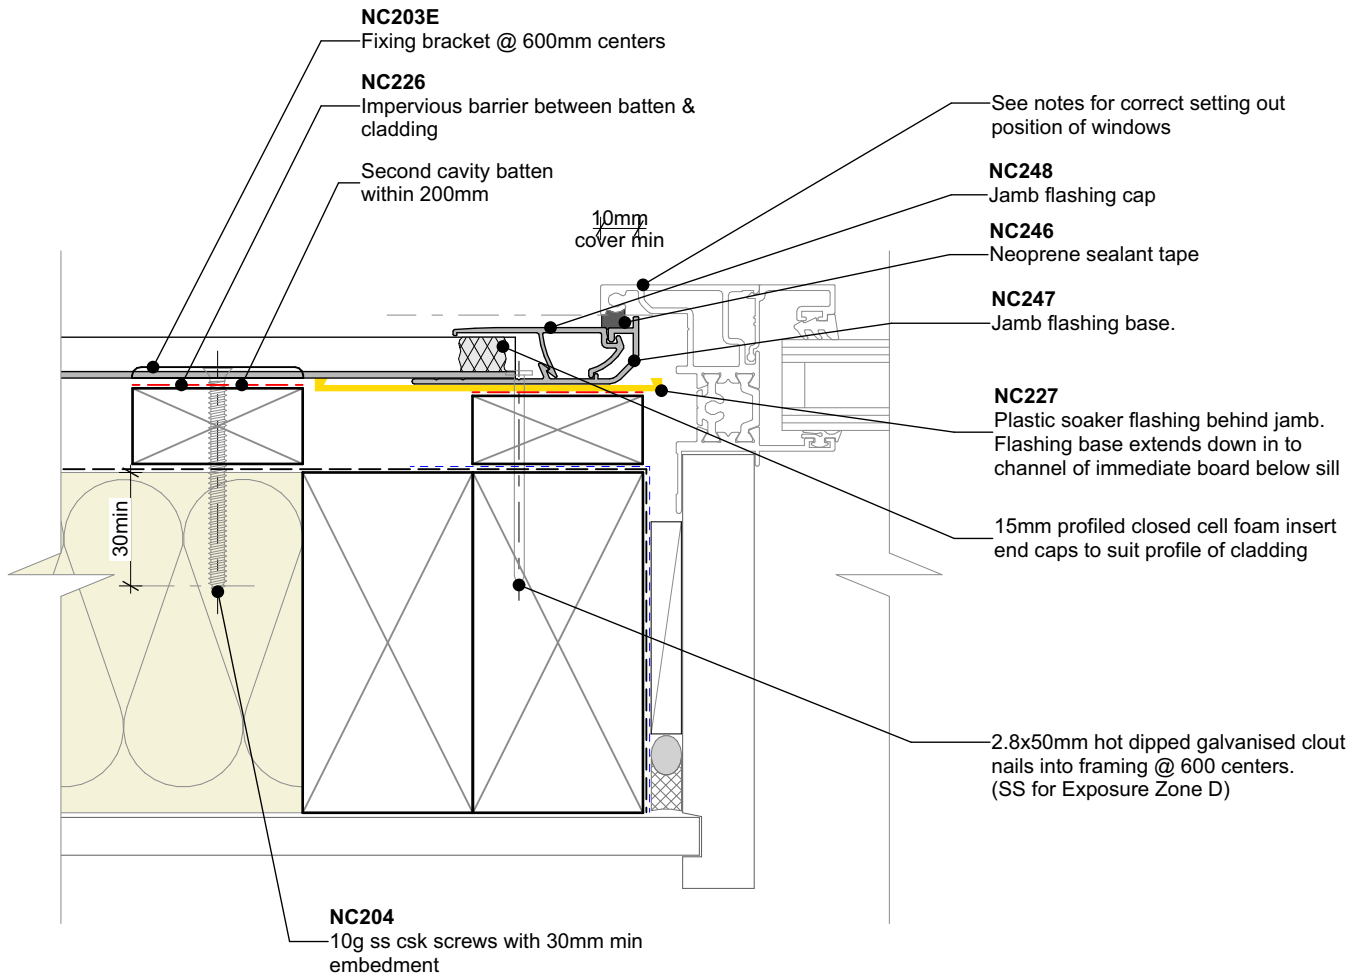 NC203E
Fixing bracket @ 600mm centers
NC226
Impervious barrier between batten &
cladding
Second cavity batten
within 200mm
10mm
cover min
See notes for correct setting out
position of windows
NC248
Jamb flashing cap
NC246
Neoprene sealant tape
NC247
Jamb flashing base.
NC227
Plastic soaker flashing behind jamb.
Flashing base extends down in to
channel of immediate board below sill
15mm profiled closed cell foam insert
end caps to suit profile of cladding
30min
2.8x50mm hot dipped galvanised clout
nails into framing @ 600 centers.
(SS for Exposure Zone D)
NC204
10g ss csk screws with 30mm min
embedment